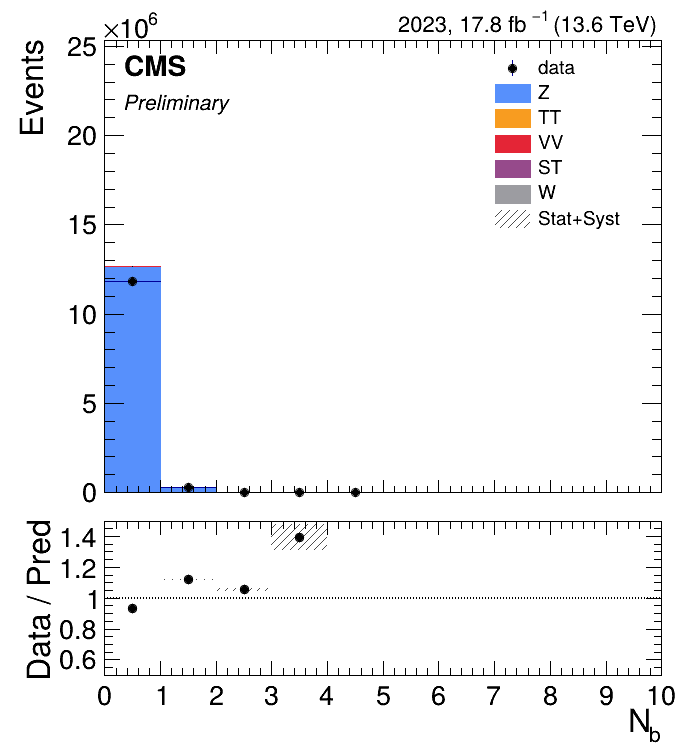 ×10⁶
2023, 17.8 fb⁻¹ (13.6 TeV)
Events
CMS
Preliminary
data
Z
TT
VV
ST
W
Stat+Syst
25
20
15
10
5
0
Data / Pred
1.4
1.2
1
0.8
0.6
0 1 2 3 4 5 6 7 8 9 10
N_b